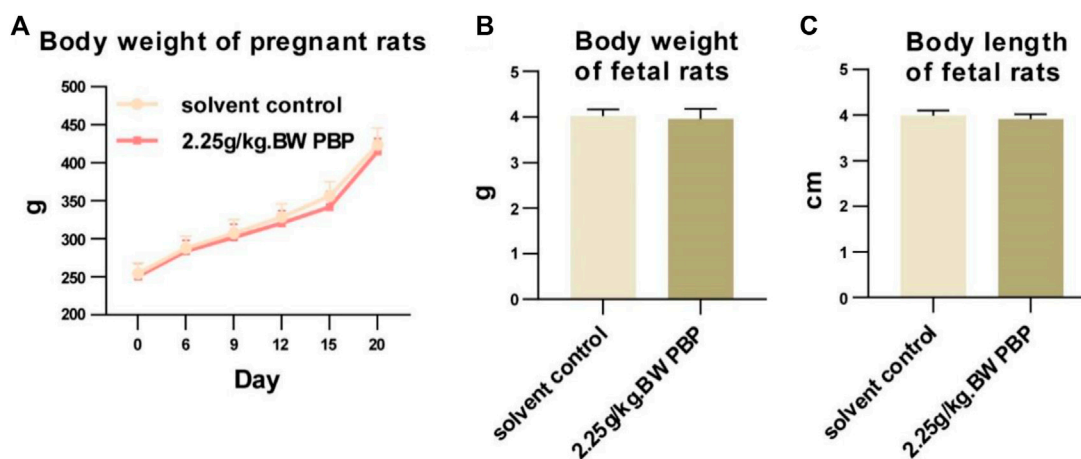 A
Body weight of pregnant rats
500
450
400
350
300
250
200
g
solvent control
2.25g/kg.BW PBP
0 6 9 12 15 20
Day
B
Body weight
of fetal rats
5
4
3
2
1
0
g
solvent control
2.25g/kg.BW PBP
C
Body length
of fetal rats
5
4
3
2
1
0
cm
solvent control
2.25g/kg.BW PBP